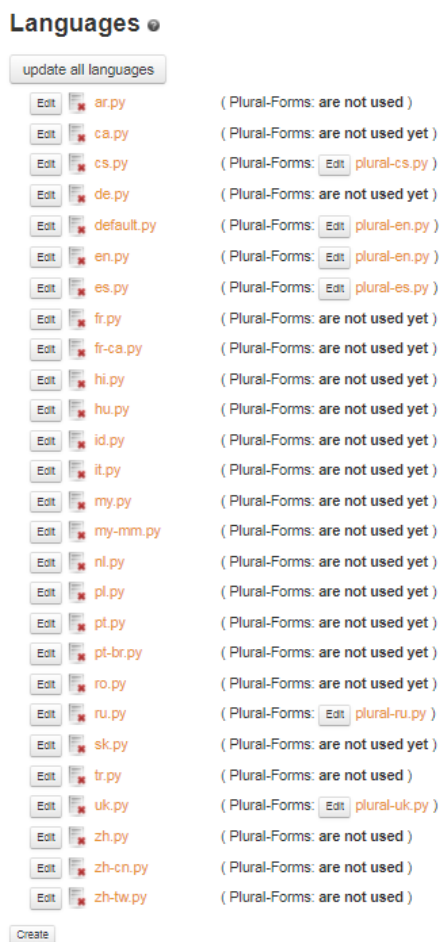 Languages
update all languages
Edit ar.py ( Plural-Forms: are not used )
Edit ca.py ( Plural-Forms: are not used yet )
Edit cs.py ( Plural-Forms: Edit plural-cs.py )
Edit de.py ( Plural-Forms: are not used yet )
Edit default.py ( Plural-Forms: Edit plural-en.py )
Edit en.py ( Plural-Forms: Edit plural-en.py )
Edit es.py ( Plural-Forms: Edit plural-es.py )
Edit fr.py ( Plural-Forms: are not used yet )
Edit fr-ca.py ( Plural-Forms: are not used yet )
Edit hi.py ( Plural-Forms: are not used yet )
Edit hu.py ( Plural-Forms: are not used yet )
Edit id.py ( Plural-Forms: are not used yet )
Edit it.py ( Plural-Forms: are not used yet )
Edit my.py ( Plural-Forms: are not used yet )
Edit my-mm.py ( Plural-Forms: are not used yet )
Edit nl.py ( Plural-Forms: are not used yet )
Edit pl.py ( Plural-Forms: are not used yet )
Edit pt.py ( Plural-Forms: are not used yet )
Edit pt-br.py ( Plural-Forms: are not used yet )
Edit ro.py ( Plural-Forms: are not used yet )
Edit ru.py ( Plural-Forms: Edit plural-ru.py )
Edit sk.py ( Plural-Forms: are not used yet )
Edit tr.py ( Plural-Forms: are not used )
Edit uk.py ( Plural-Forms: Edit plural-uk.py )
Edit zh.py ( Plural-Forms: are not used )
Edit zh-cn.py ( Plural-Forms: are not used )
Edit zh-tw.py ( Plural-Forms: are not used )
Create